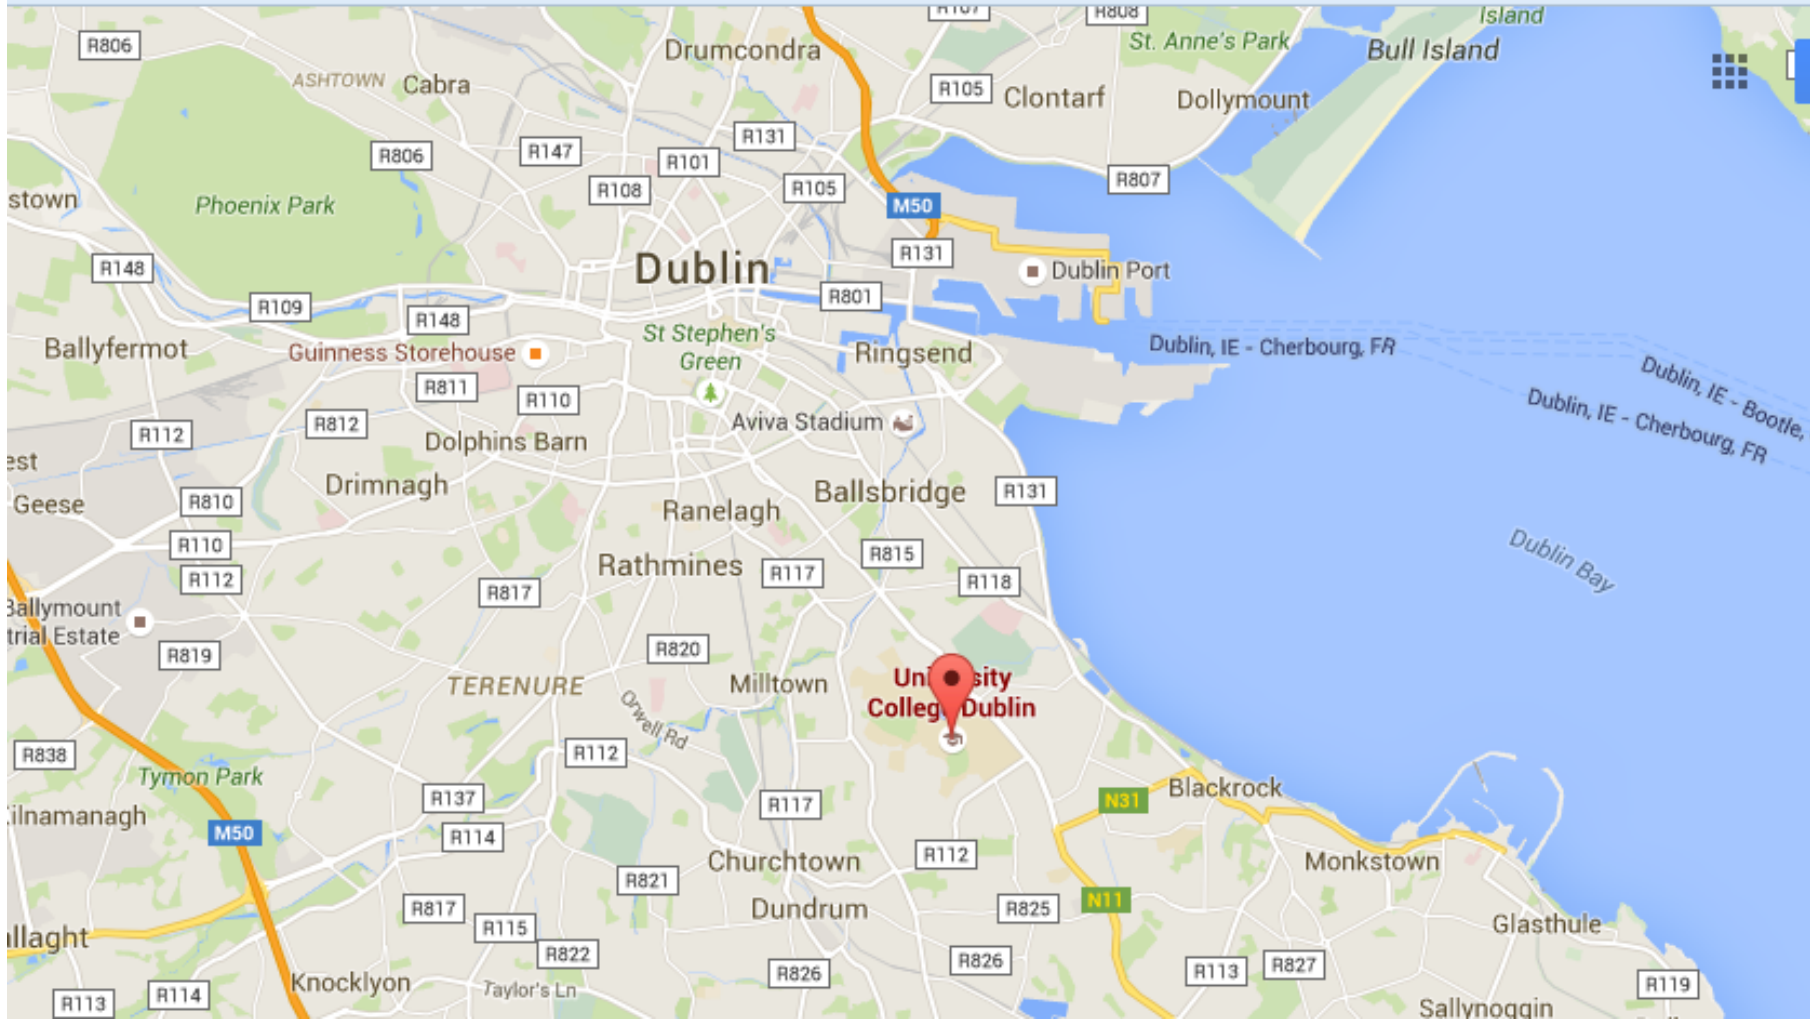 R107
R808
Island
R806
Drumcondra
St. Anne's Park
Bull Island
ASHTOWN
Cabra
R105
Clontarf
Dollymount
R806
R147
R131
R101
R108
R105
R807
stown
Phoenix Park
M50
R148
Dublin
R131
Dublin Port
R109
R148
R801
Ballyfermot
Guinness Storehouse
St Stephen's
Green
Ringsend
Dublin, IE - Cherbourg, FR
Dublin, IE - Bootle,
Dublin, IE - Cherbourg, FR
R811
R110
R112
R812
Dolphins Barn
Aviva Stadium
est
Geese
R810
Drimnagh
Ranelagh
Ballsbridge
R131
R110
R112
Rathmines
R117
R815
R118
Dublin Bay
R817
Ballymount
trial Estate
R819
R820
TERENURE
Orwell Rd
Milltown
University
College Dublin
R838
Tymon Park
R112
R137
R117
N31
Blackrock
Kilnamanagh
M50
R114
Churchtown
R112
Monkstown
R821
R817
Dundrum
R825
N11
Glasthule
allaght
R115
R822
R826
R826
R113
R827
R119
Knocklyon
Taylor's Ln
R113
R114
Sallynoggin